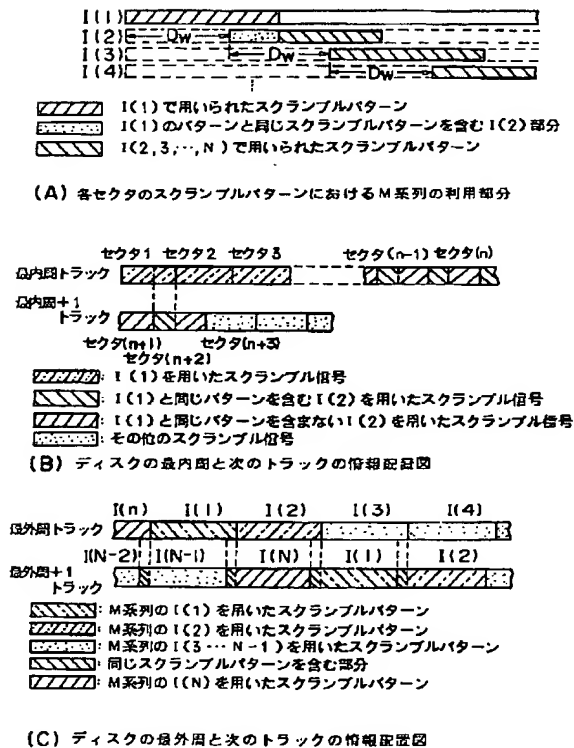 I(1)
I(2) Dw
I(3) Dw
I(4) Dw
I(1)で用いられたスクランブルパターン
I(1)のパターンと同じスクランブルパターンを含むI(2)部分
I(2,3,…,N)で用いられたスクランブルパターン
(A) 各セクタのスクランブルパターンにおけるM系列の利用部分
セクタ1 セクタ2 セクタ3 セクタ(n-1) セクタ(n)
最内周トラック
最内周+1
トラック
セクタ(n+1) セクタ(n+3)
セクタ(n+2)
:I(1)を用いたスクランブル信号
:I(1)と同じパターンを含むI(2)を用いたスクランブル信号
:I(1)と同じパターンを含まないI(2)を用いたスクランブル信号
:その他のスクランブル信号
(B) ディスクの最内周と次のトラックの情報配置図
I(n) I(1) I(2) I(3) I(4)
最外周トラック
I(N-2) I(N-1) I(N) I(1) I(2)
最外周+1
トラック
:M系列のI(1)を用いたスクランブルパターン
:M系列のI(2)を用いたスクランブルパターン
:M系列のI(3…N-1)を用いたスクランブルパターン
:同じスクランブルパターンを含む部分
:M系列のI(N)を用いたスクランブルパターン
(C) ディスクの最外周と次のトラックの情報配置図